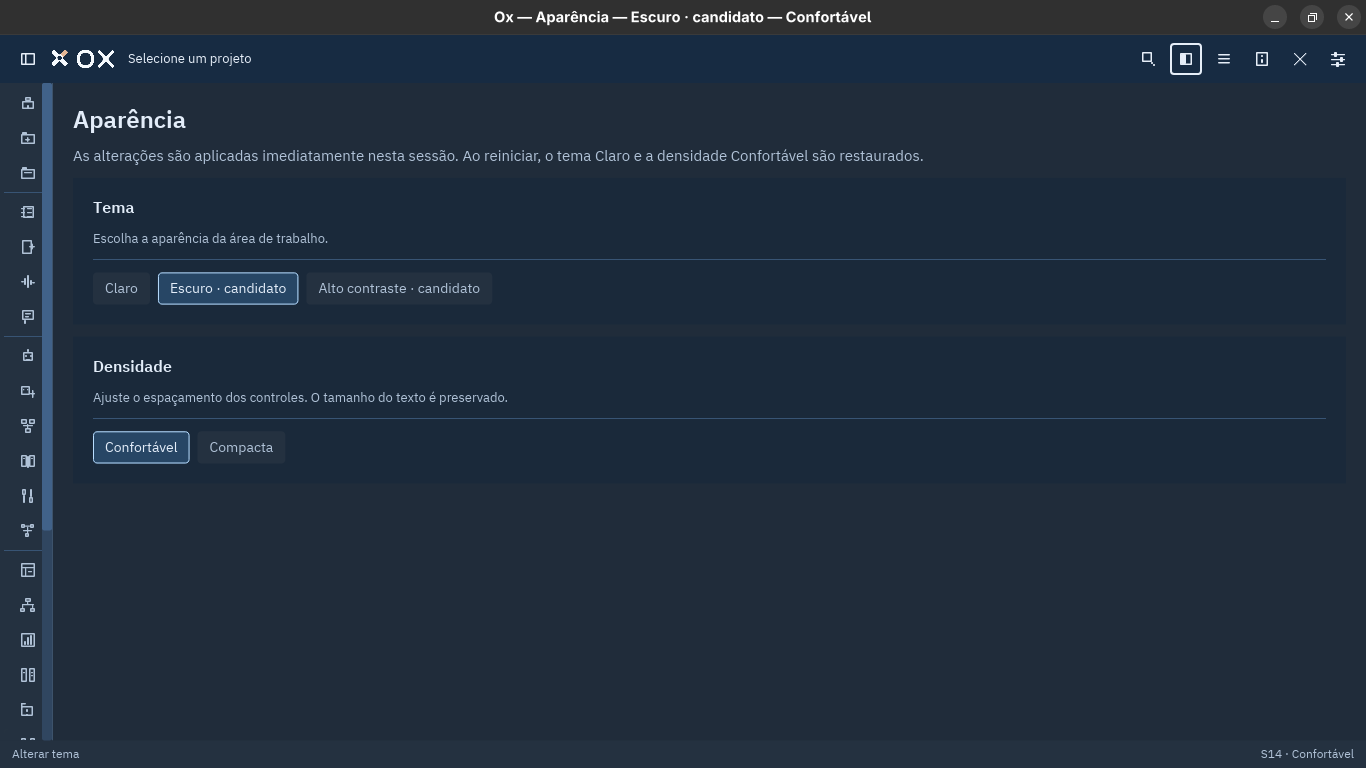 Ox — Aparência — Escuro · candidato — Confortável
OX Selecione um projeto
Aparência
As alterações são aplicadas imediatamente nesta sessão. Ao reiniciar, o tema Claro e a densidade Confortável são restaurados.
Tema
Escolha a aparência da área de trabalho.
Claro Escuro · candidato Alto contraste · candidato
Densidade
Ajuste o espaçamento dos controles. O tamanho do texto é preservado.
Confortável Compacta
Alterar tema S14 · Confortável